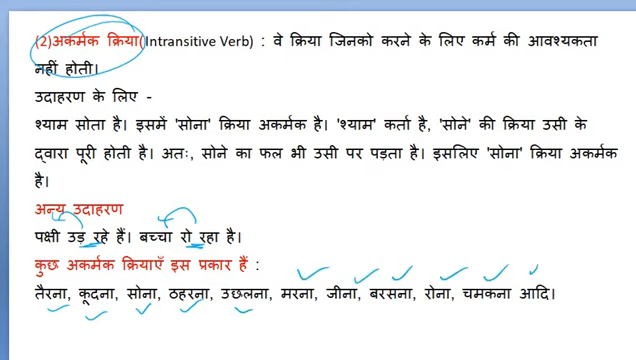 (2)अकर्मक क्रिया(Intransitive Verb) : वे क्रिया जिनको करने के लिए कर्म की आवश्यकता
नहीं होती।
उदाहरण के लिए -
श्याम सोता है। इसमें 'सोना' क्रिया अकर्मक है। 'श्याम' कर्ता है, 'सोने' की क्रिया उसी के
द्वारा पूरी होती है। अतः, सोने का फल भी उसी पर पड़ता है। इसलिए 'सोना' क्रिया अकर्मक
है।
अन्य उदाहरण
पक्षी उड़ रहे हैं। बच्चा रो रहा है।
कुछ अकर्मक क्रियाएँ इस प्रकार हैं :
तैरना, कूदना, सोना, ठहरना, उछलना, मरना, जीना, बरसना, रोना, चमकना आदि।